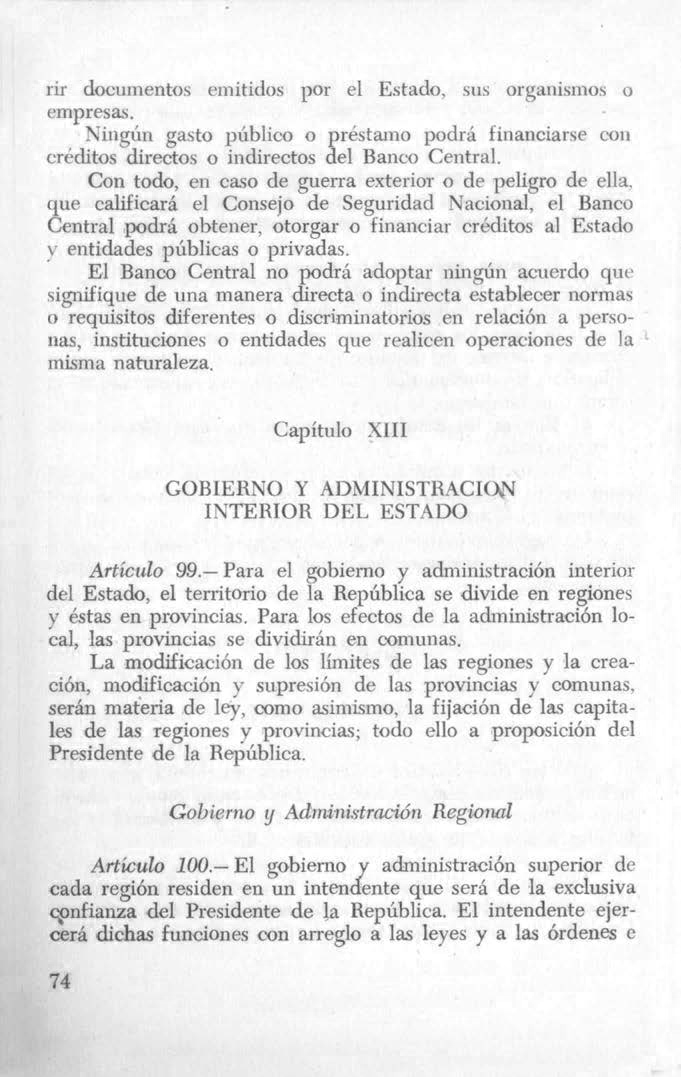 rir documentos emitidos por el Estado, sus organismos o
empresas.
Ningún gasto público o préstamo podrá financiarse con
créditos directos o indirectos del Banco Central.
Con todo, en caso de guerra exterior o de peligro de ella,
que calificará el Consejo de Seguridad Nacional, el Banco
Central podrá obtener, otorgar o financiar créditos al Estado
y entidades públicas o privadas.
El Banco Central no podrá adoptar ningún acuerdo que
signifique de una manera directa o indirecta establecer normas
o requisitos diferentes o discriminatorios en relación a perso-
nas, instituciones o entidades que realicen operaciones de la
misma naturaleza.
Capítulo XIII
GOBIERNO Y ADMINISTRACION
INTERIOR DEL ESTADO
Artículo 99.— Para el gobierno y administración interior
del Estado, el territorio de la República se divide en regiones
y éstas en provincias. Para los efectos de la administración lo-
cal, las provincias se dividirán en comunas.
La modificación de los límites de las regiones y la crea-
ción, modificación y supresión de las provincias y comunas,
serán materia de ley, como asimismo, la fijación de las capita-
les de las regiones y provincias; todo ello a proposición del
Presidente de la República.
Gobierno y Administración Regional
Artículo 100.— El gobierno y administración superior de
cada región residen en un intendente que será de la exclusiva
confianza del Presidente de la República. El intendente ejer-
cerá dichas funciones con arreglo a las leyes y a las órdenes e
74